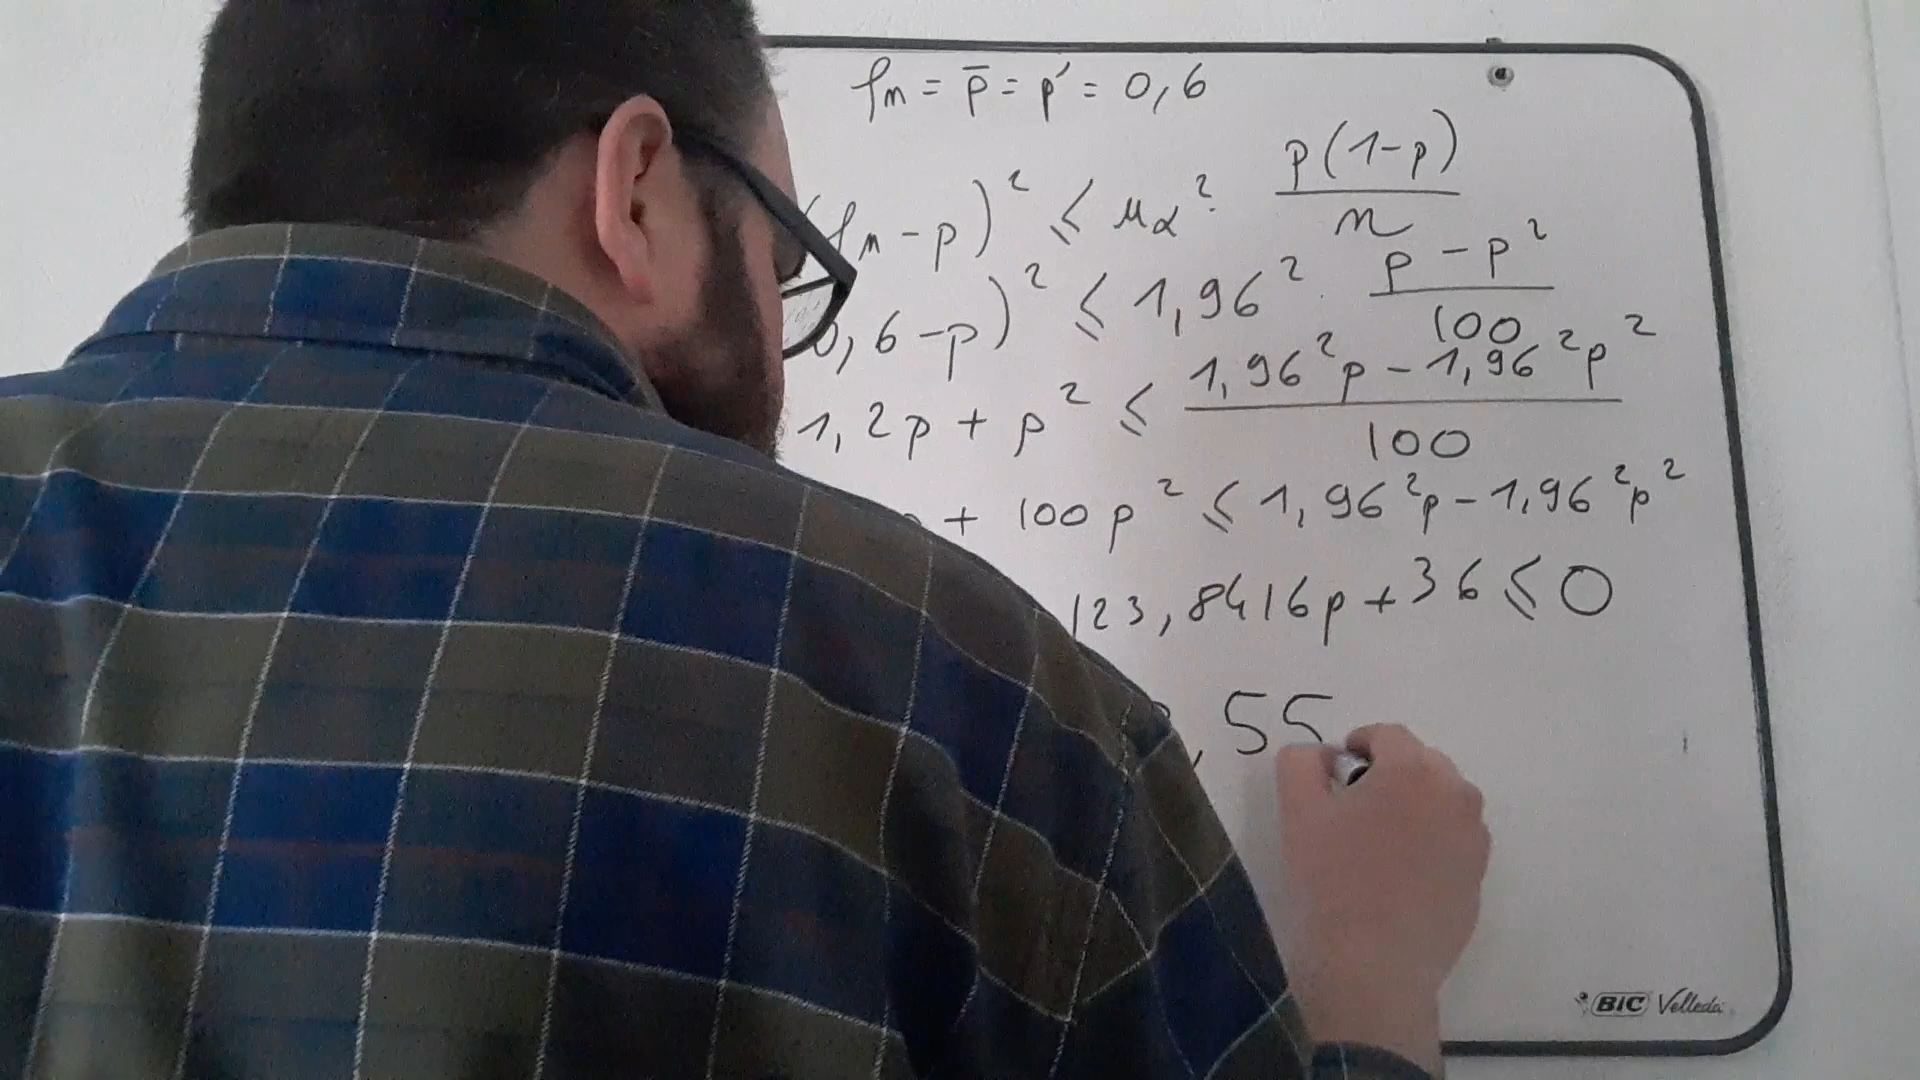 fn = p̄ = p' = 0,6
(fn - p)² ≤ μα² · p(1-p)/n
0,6 - p)² ≤ 1,96² · p - p²/100
1,2p + p² ≤ 1,96²p - 1,96²p²/100
+ 100p² ≤ 1,96²p - 1,96²p²
123,8416p + 36 ≤ 0
,55
BIC Velleda